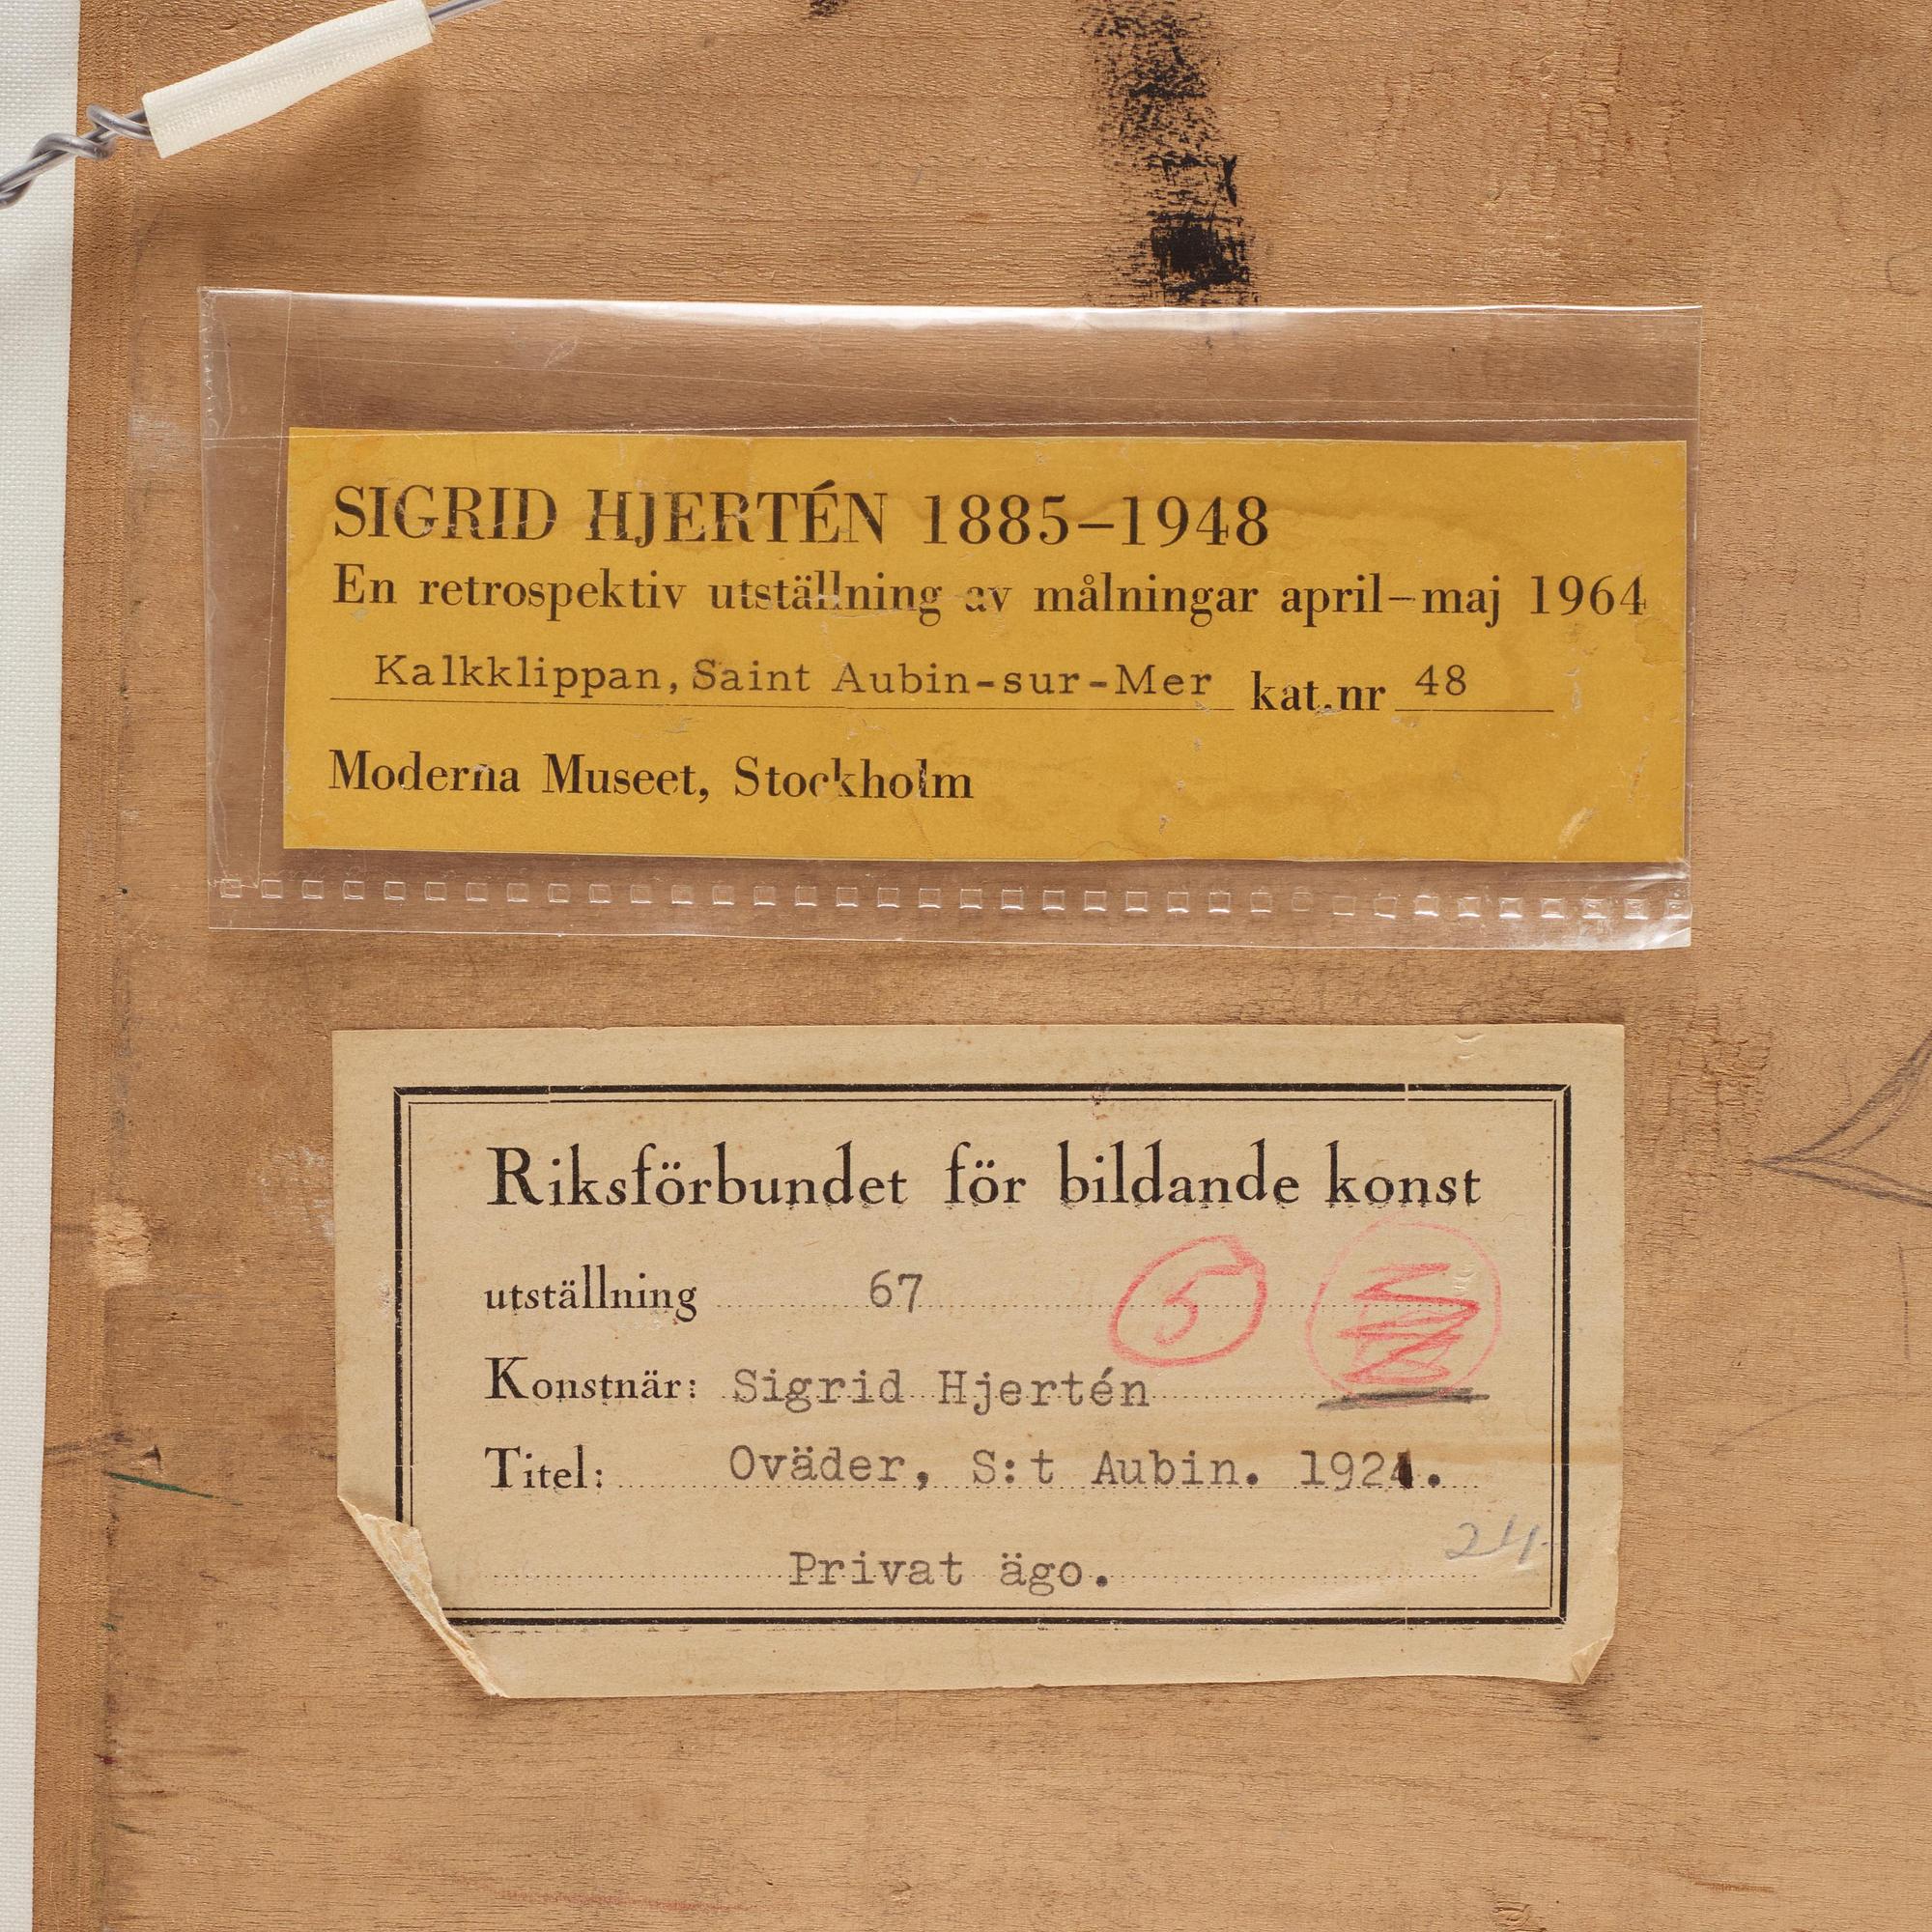 SIGRID HJERTÉN 1885–1948
En retrospektiv utställning av målningar april–maj 1964
Kalkklippan, Saint Aubin-sur-Mer kat.nr 48
Moderna Museet, Stockholm
Riksförbundet för bildande konst
utställning 67 5
Konstnär: Sigrid Hjertén
Titel: Oväder, S:t Aubin. 1921.
24
Privat ägo.